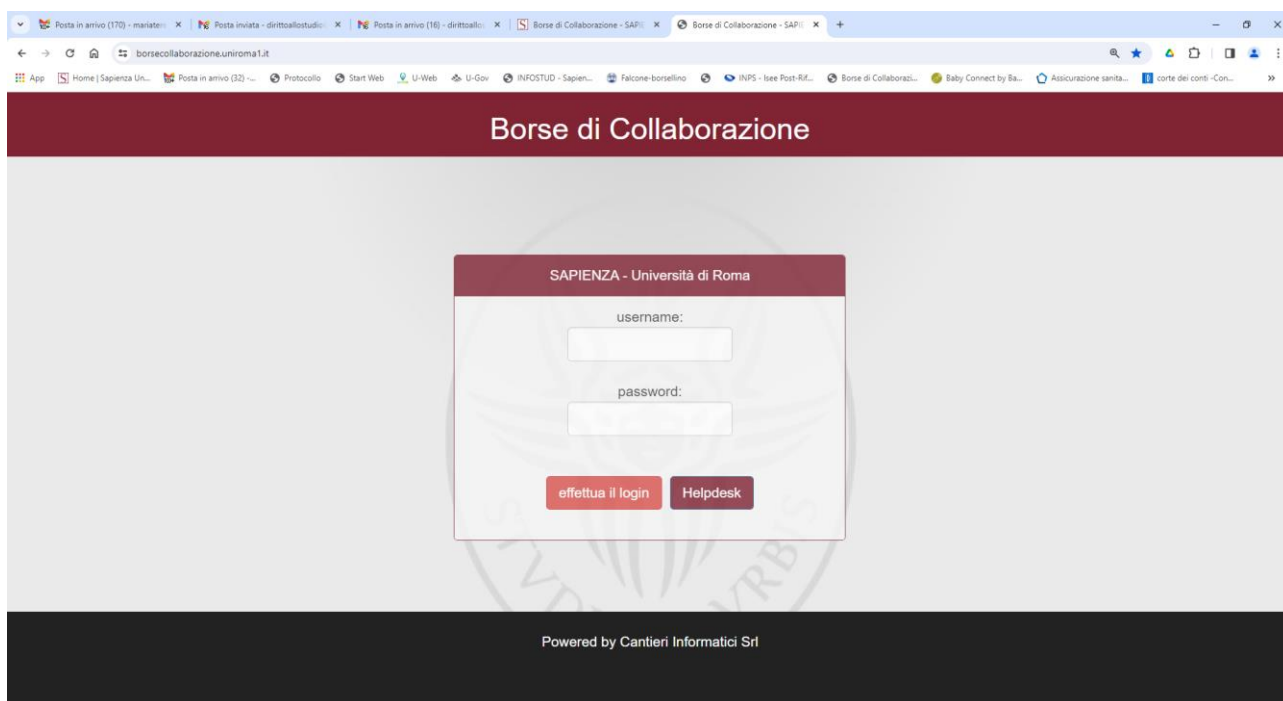 Posta in arrivo (170) - mariatere
Posta inviata - dirittoallostudio
Posta in arrivo (16) - dirittoallo
Borse di Collaborazione - SAPIE
Borse di Collaborazione - SAPIE
borsecollaborazione.uniroma1.it
App
Home | Sapienza Un...
Posta in arrivo (32) -...
Protocollo
Start Web
U-Web
U-Gov
INFOSTUD - Sapien...
Falcone-borsellino
INPS - Isee Post-Rif...
Borse di Collaborazi...
Baby Connect by Ba...
Assicurazione sanita...
corte dei conti -Con...
Borse di Collaborazione
SAPIENZA - Università di Roma
username:
password:
effettua il login
Helpdesk
Powered by Cantieri Informatici Srl